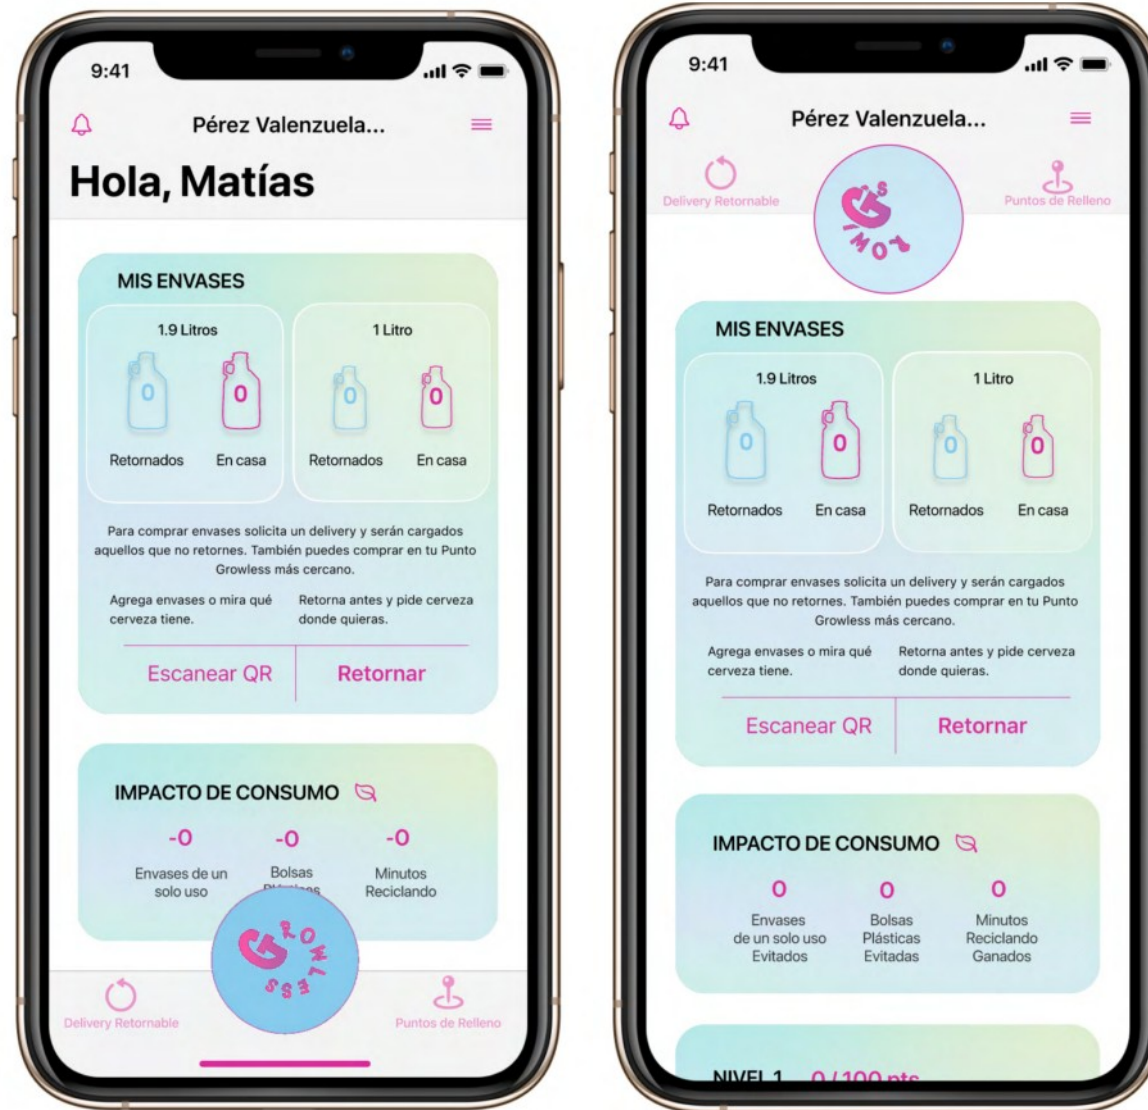 9:41
Pérez Valenzuela...
Hola, Matías
MIS ENVASES
1.9 Litros
1 Litro
0
0
0
0
Retornados
En casa
Retornados
En casa
Para comprar envases solicita un delivery y serán cargados
aquellos que no retornes. También puedes comprar en tu Punto
Growless más cercano.
Agrega envases o mira qué
cerveza tiene.
Retorna antes y pide cerveza
donde quieras.
Escanear QR
Retornar
IMPACTO DE CONSUMO
-0
-0
-0
Envases de un
solo uso
Bolsas
Plásticos
Minutos
Reciclando
GROWLESS
Delivery Retornable
Puntos de Relleno
9:41
Pérez Valenzuela...
Delivery Retornable
Puntos de Relleno
MIS ENVASES
1.9 Litros
1 Litro
0
0
0
0
Retornados
En casa
Retornados
En casa
Para comprar envases solicita un delivery y serán cargados
aquellos que no retornes. También puedes comprar en tu Punto
Growless más cercano.
Agrega envases o mira qué
cerveza tiene.
Retorna antes y pide cerveza
donde quieras.
Escanear QR
Retornar
IMPACTO DE CONSUMO
0
0
0
Envases
de un solo uso
Evitados
Bolsas
Plásticas
Evitadas
Minutos
Reciclando
Ganados
NIVEL 1
0 / 100 pts